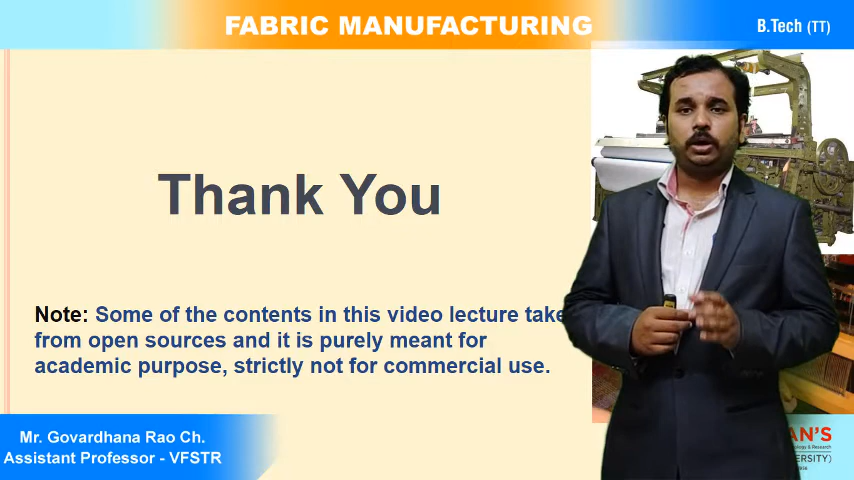 FABRIC MANUFACTURING
B.Tech (TT)
Thank You
Note: Some of the contents in this video lecture take
from open sources and it is purely meant for
academic purpose, strictly not for commercial use.
Mr. Govardhana Rao Ch.
Assistant Professor - VFSTR
AN'S
& Research
ERSITY)